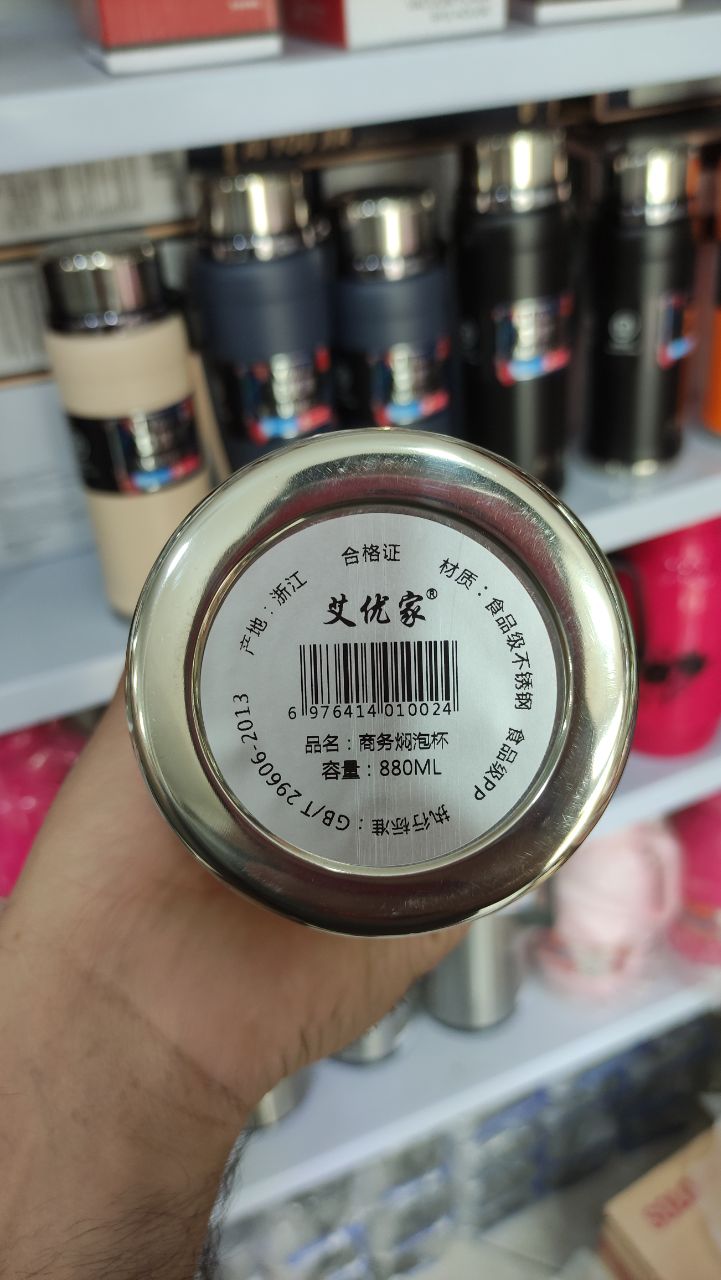 合格证
艾优家®
6 976414 010024
品名：商务焖泡杯
容量：880ML
产地：浙江
材质：食品级不锈钢 食品级PP
执行标准：GB/T 29606-2013